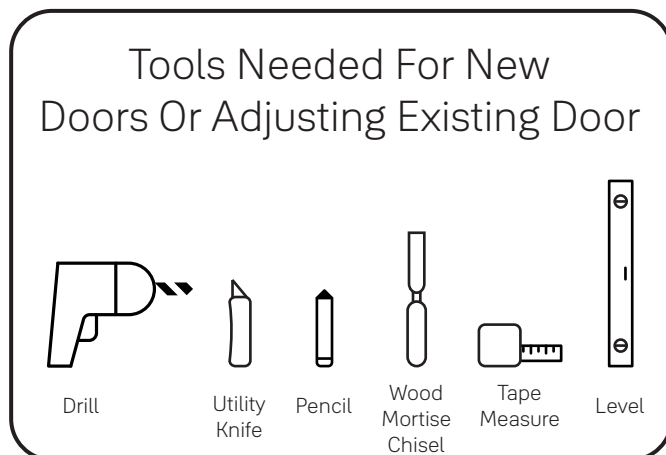 Tools Needed For New
Doors Or Adjusting Existing Door
Drill
Utility
Knife
Pencil
Wood
Mortise
Chisel
Tape
Measure
Level